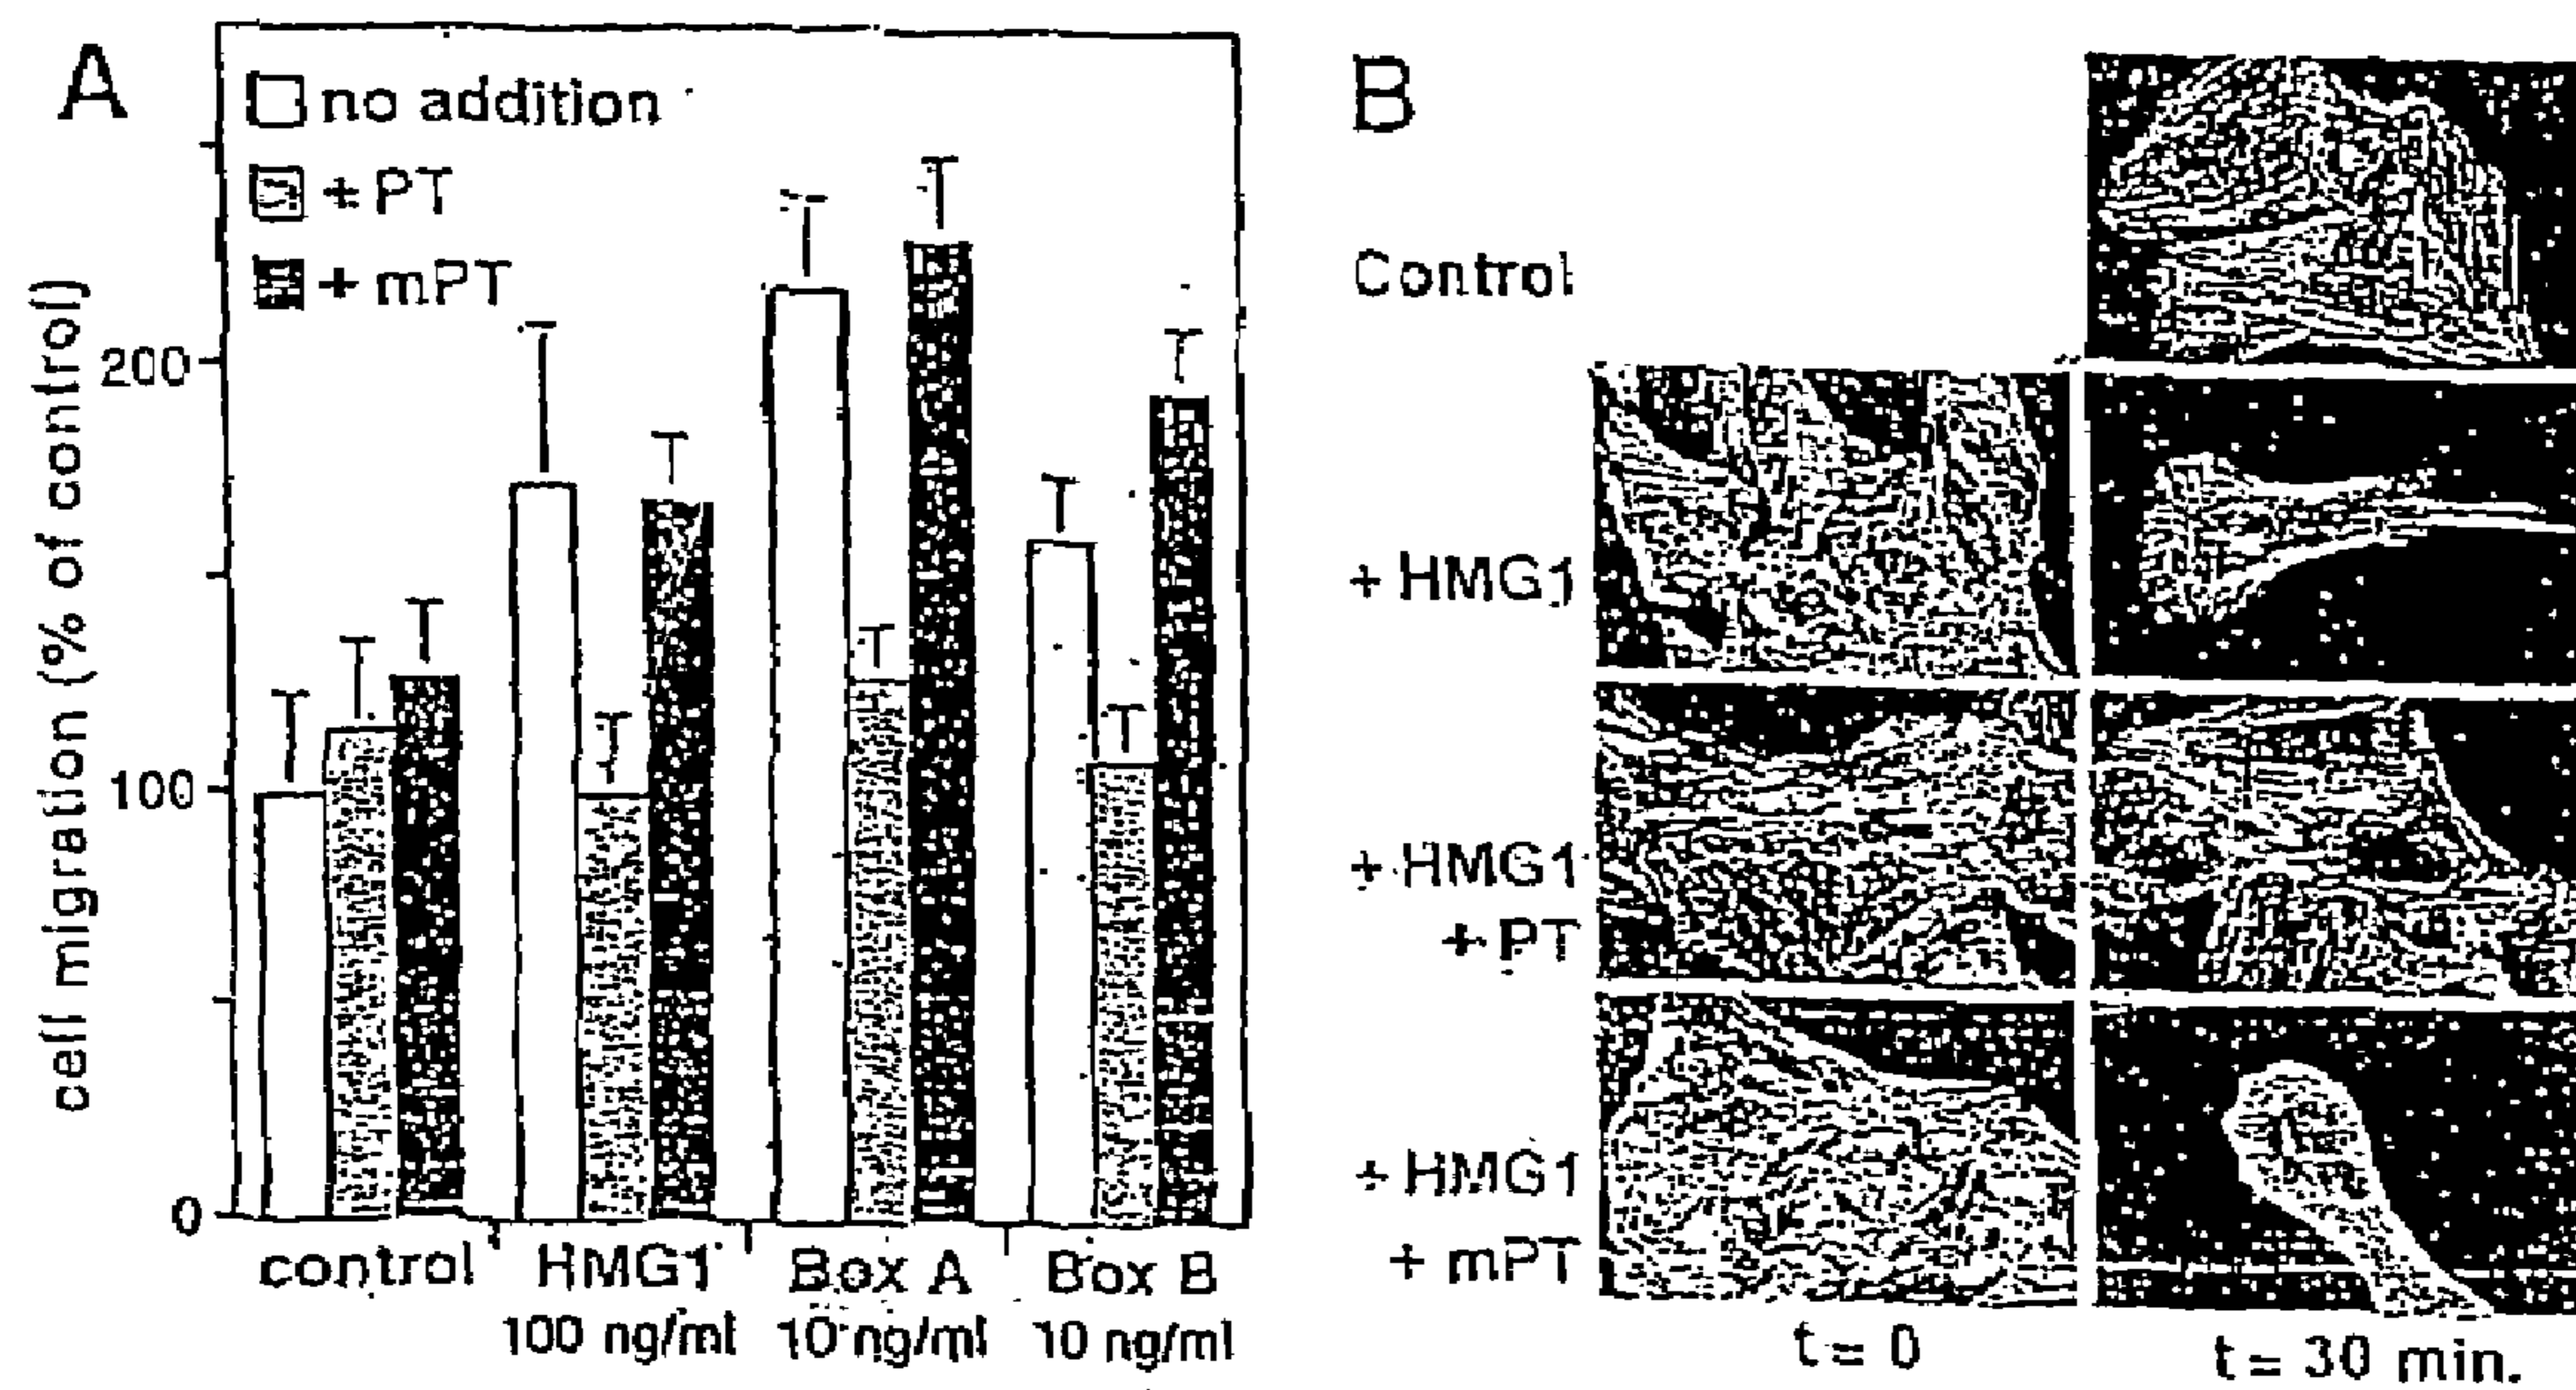 A
no addition
+ PT
+ mPT
cell migration (% of control)
200
100
0
control
HMG1
100 ng/ml
Box A
10 ng/ml
Box B
10 ng/ml
B
Control
+ HMG1
+ HMG1
+ PT
+ HMG1
+ mPT
t = 0
t = 30 min.